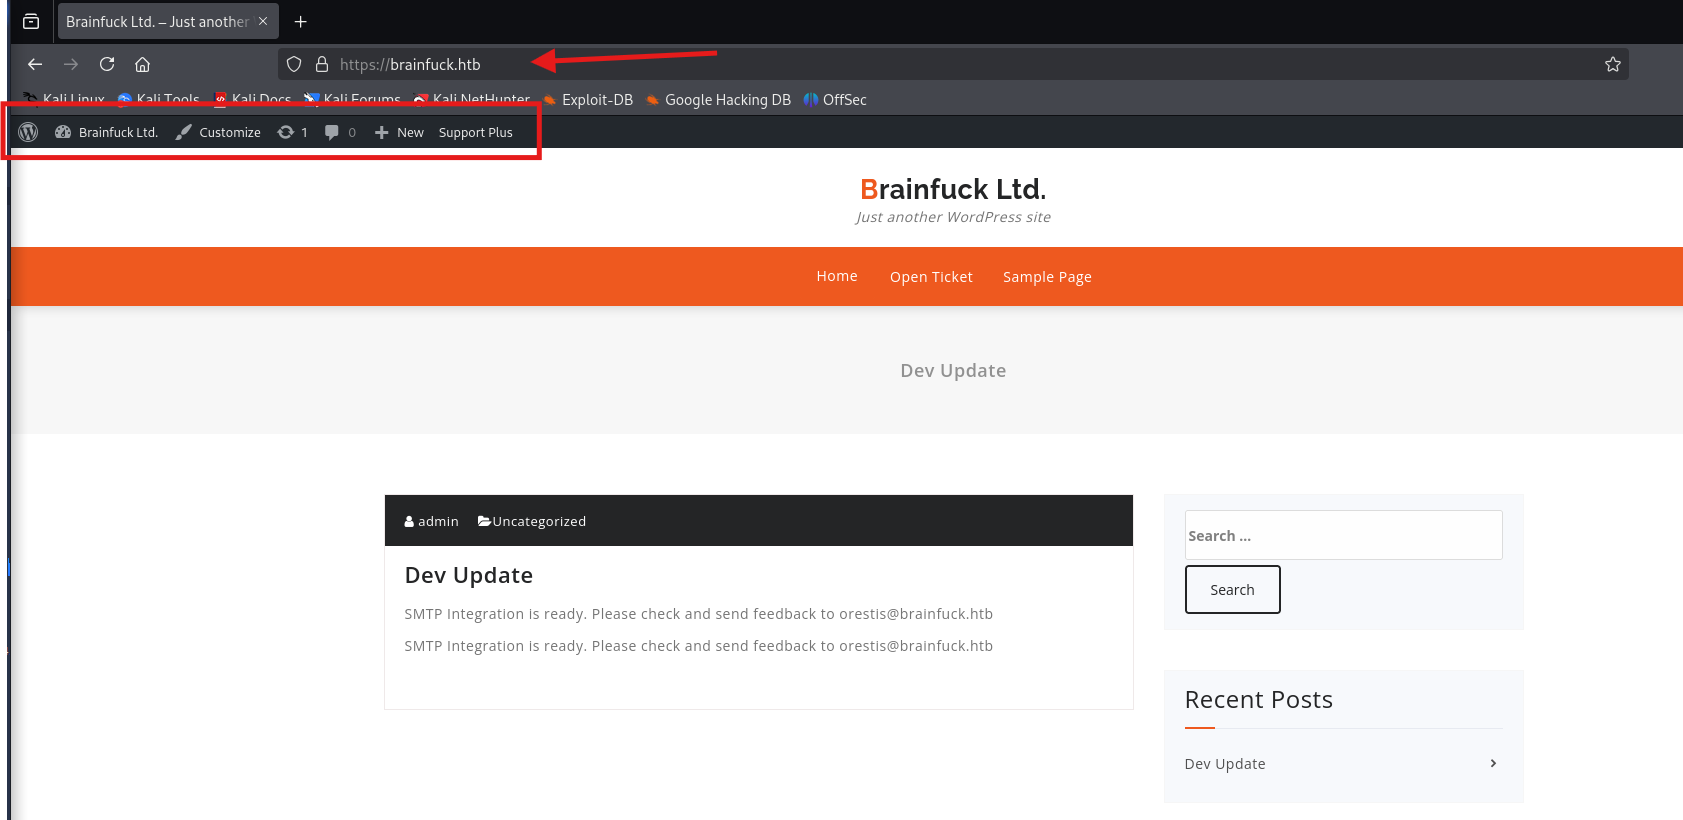 Brainfuck Ltd. – Just another
https://brainfuck.htb
Kali Linux Kali Tools Kali Docs Kali Forums Kali NetHunter Exploit-DB Google Hacking DB OffSec
Brainfuck Ltd. Customize 1 0 New Support Plus
Brainfuck Ltd.
Just another WordPress site
Home Open Ticket Sample Page
Dev Update
admin Uncategorized
Dev Update
SMTP Integration is ready. Please check and send feedback to orestis@brainfuck.htb
SMTP Integration is ready. Please check and send feedback to orestis@brainfuck.htb
Search ...
Search
Recent Posts
Dev Update